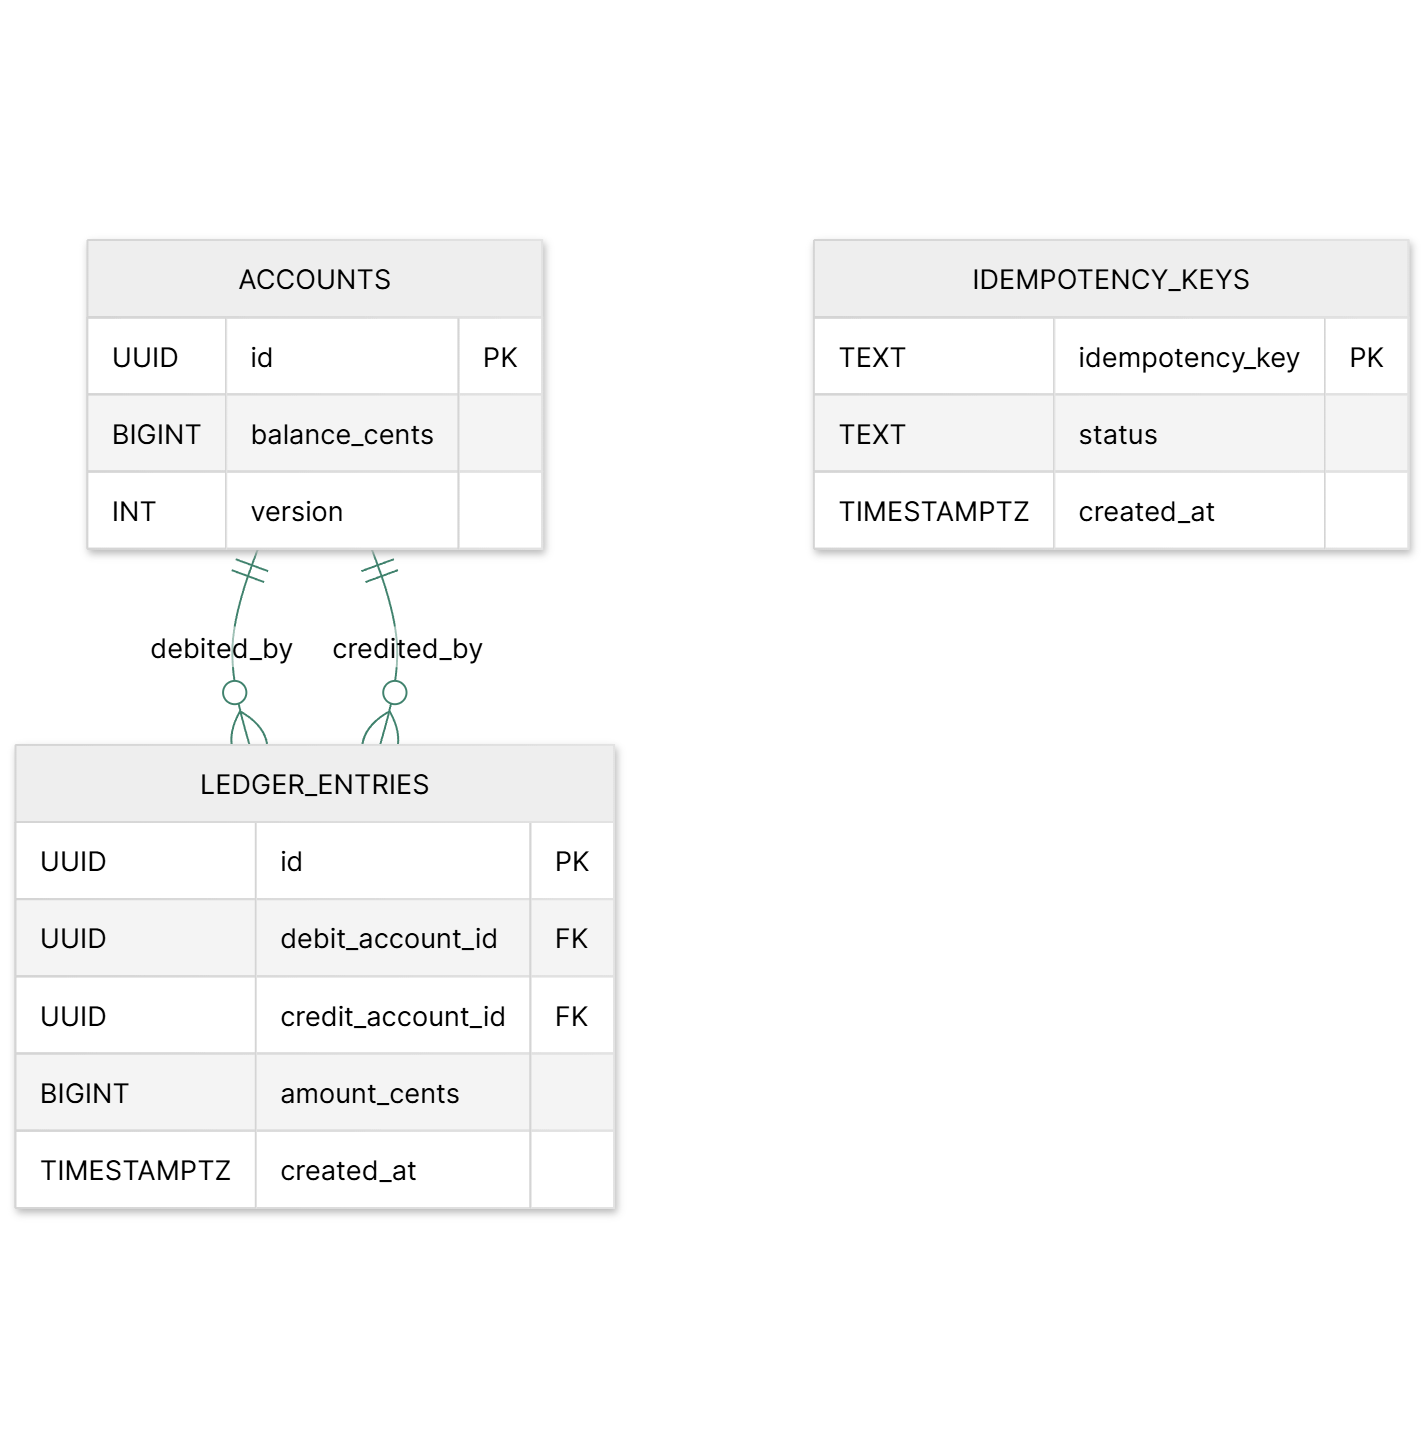 ACCOUNTS
UUID id PK
BIGINT balance_cents
INT version
IDEMPOTENCY_KEYS
TEXT idempotency_key PK
TEXT status
TIMESTAMPTZ created_at
debited_by
credited_by
LEDGER_ENTRIES
UUID id PK
UUID debit_account_id FK
UUID credit_account_id FK
BIGINT amount_cents
TIMESTAMPTZ created_at